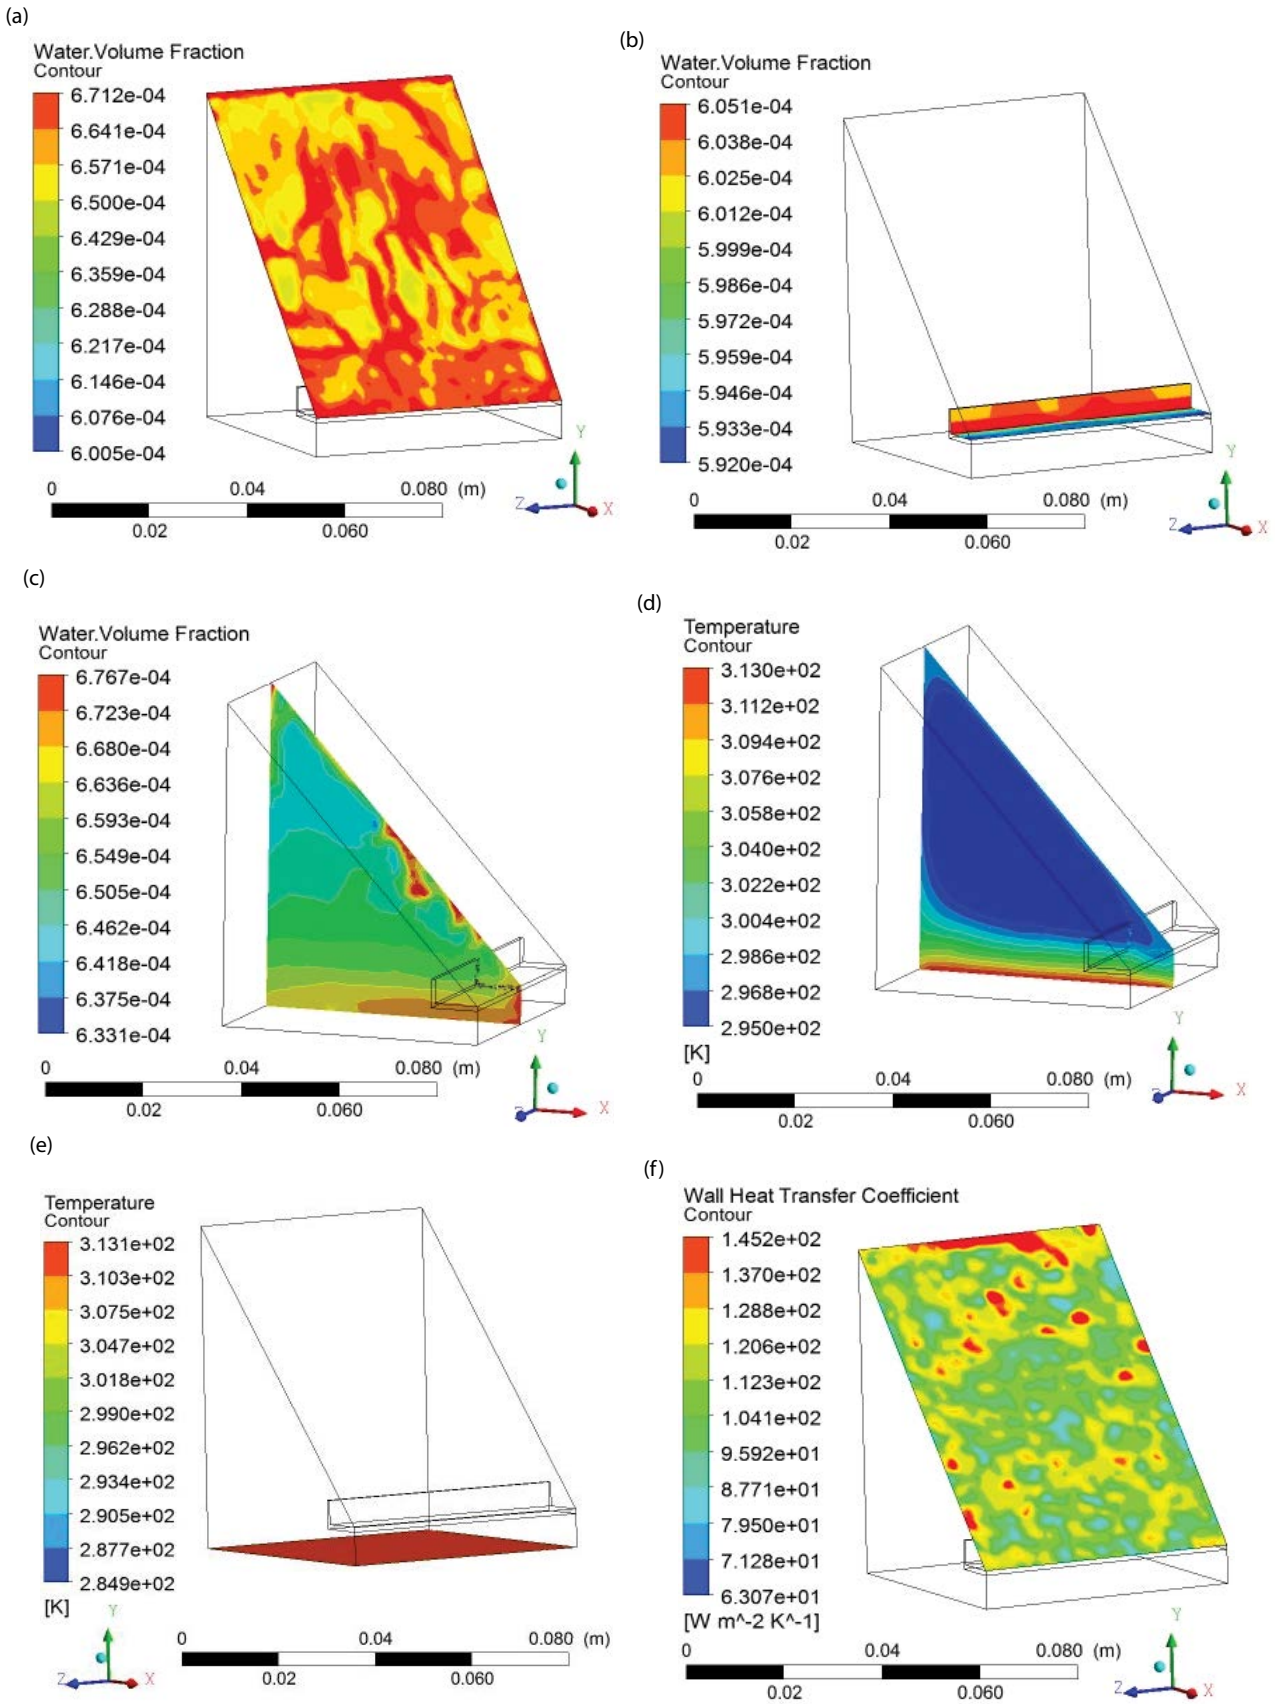 (a)
Water.Volume Fraction
Contour
6.712e-04
6.641e-04
6.571e-04
6.500e-04
6.429e-04
6.359e-04
6.288e-04
6.217e-04
6.146e-04
6.076e-04
6.005e-04
0 0.04 0.080 (m)
0.02 0.060
Y
Z X
(b)
Water.Volume Fraction
Contour
6.051e-04
6.038e-04
6.025e-04
6.012e-04
5.999e-04
5.986e-04
5.972e-04
5.959e-04
5.946e-04
5.933e-04
5.920e-04
0 0.04 0.080 (m)
0.02 0.060
Y
Z X
(c)
Water.Volume Fraction
Contour
6.767e-04
6.723e-04
6.680e-04
6.636e-04
6.593e-04
6.549e-04
6.505e-04
6.462e-04
6.418e-04
6.375e-04
6.331e-04
0 0.04 0.080 (m)
0.02 0.060
Y
Z X
(d)
Temperature
Contour
3.130e+02
3.112e+02
3.094e+02
3.076e+02
3.058e+02
3.040e+02
3.022e+02
3.004e+02
2.986e+02
2.968e+02
2.950e+02
[K]
0 0.04 0.080 (m)
0.02 0.060
Y
Z X
(e)
Temperature
Contour
3.131e+02
3.103e+02
3.075e+02
3.047e+02
3.018e+02
2.990e+02
2.962e+02
2.934e+02
2.905e+02
2.877e+02
2.849e+02
[K]
Y
Z X
0 0.04 0.080 (m)
0.02 0.060
(f)
Wall Heat Transfer Coefficient
Contour
1.452e+02
1.370e+02
1.288e+02
1.206e+02
1.123e+02
1.041e+02
9.592e+01
8.771e+01
7.950e+01
7.128e+01
6.307e+01
[W m^-2 K^-1]
0 0.04 0.080 (m)
0.02 0.060
Y
Z X